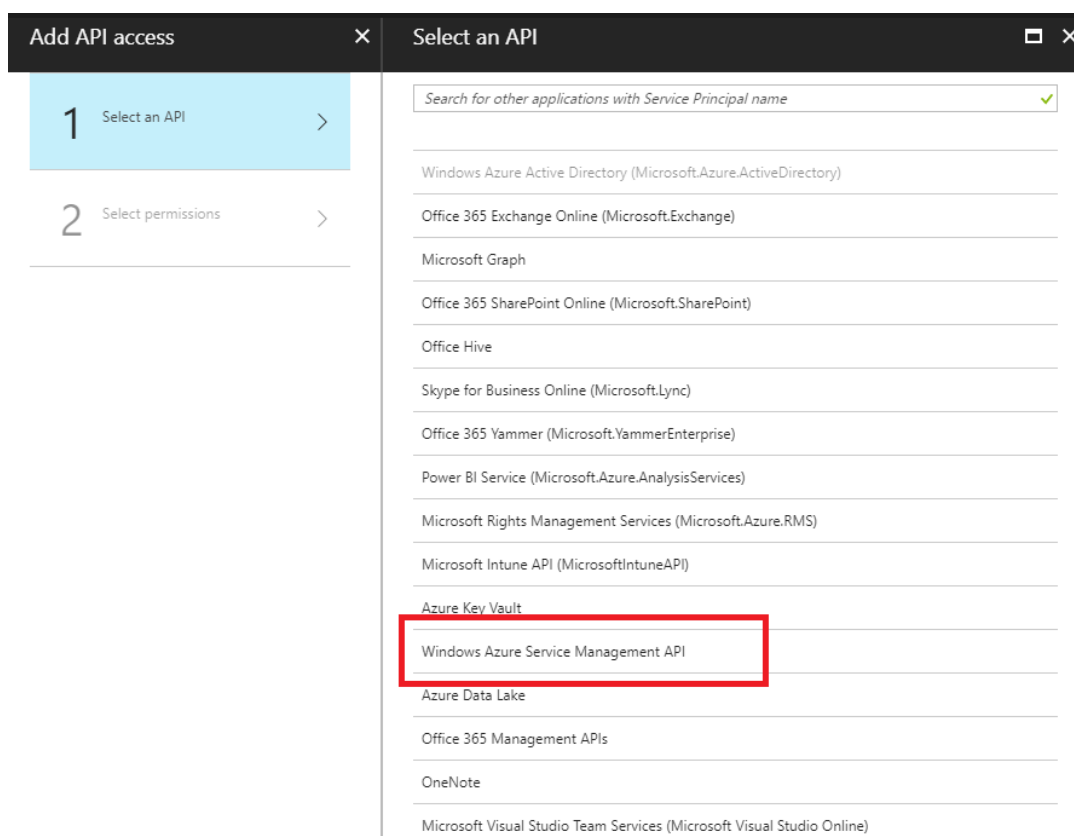 Add API access
Select an API
1 Select an API
2 Select permissions
Search for other applications with Service Principal name
Windows Azure Active Directory (Microsoft.Azure.ActiveDirectory)
Office 365 Exchange Online (Microsoft.Exchange)
Microsoft Graph
Office 365 SharePoint Online (Microsoft.SharePoint)
Office Hive
Skype for Business Online (Microsoft.Lync)
Office 365 Yammer (Microsoft.YammerEnterprise)
Power BI Service (Microsoft.Azure.AnalysisServices)
Microsoft Rights Management Services (Microsoft.Azure.RMS)
Microsoft Intune API (MicrosoftIntuneAPI)
Azure Key Vault
Windows Azure Service Management API
Azure Data Lake
Office 365 Management APIs
OneNote
Microsoft Visual Studio Team Services (Microsoft Visual Studio Online)